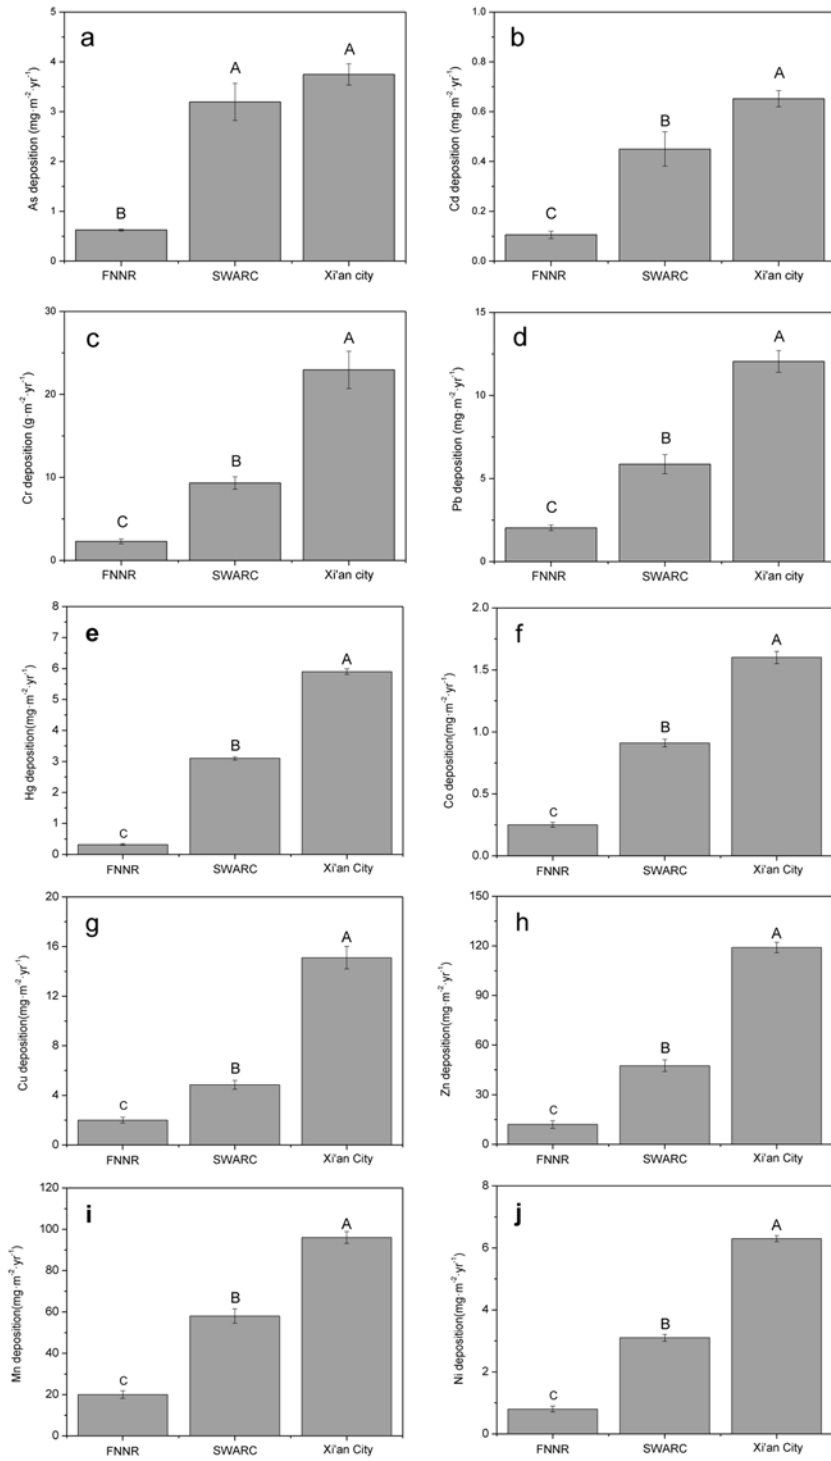 a
As deposition (mg·m⁻²·yr⁻¹)
5
4
3
2
1
0
B
A
A
FNNR
SWARC
Xi'an city
b
Cd deposition (mg·m⁻²·yr⁻¹)
1.0
0.8
0.6
0.4
0.2
0.0
C
B
A
FNNR
SWARC
Xi'an city
c
Cr deposition (g·m⁻²·yr⁻¹)
30
20
10
0
C
B
A
FNNR
SWARC
Xi'an city
d
Pb deposition (mg·m⁻²·yr⁻¹)
15
10
5
0
C
B
A
FNNR
SWARC
Xi'an city
e
Hg deposition(mg·m⁻²·yr⁻¹)
8
7
6
5
4
3
2
1
0
C
B
A
FNNR
SWARC
Xi'an City
f
Co deposition(mg·m⁻²·yr⁻¹)
2.0
1.5
1.0
0.5
0.0
C
B
A
FNNR
SWARC
Xi'an City
g
Cu deposition(mg·m⁻²·yr⁻¹)
20
16
12
8
4
0
C
B
A
FNNR
SWARC
Xi'an City
h
Zn deposition(mg·m⁻²·yr⁻¹)
150
120
90
60
30
0
C
B
A
FNNR
SWARC
Xi'an City
i
Mn deposition(mg·m⁻²·yr⁻¹)
120
100
80
60
40
20
0
C
B
A
FNNR
SWARC
Xi'an City
j
Ni deposition(mg·m⁻²·yr⁻¹)
8
6
4
2
0
C
B
A
FNNR
SWARC
Xi'an City